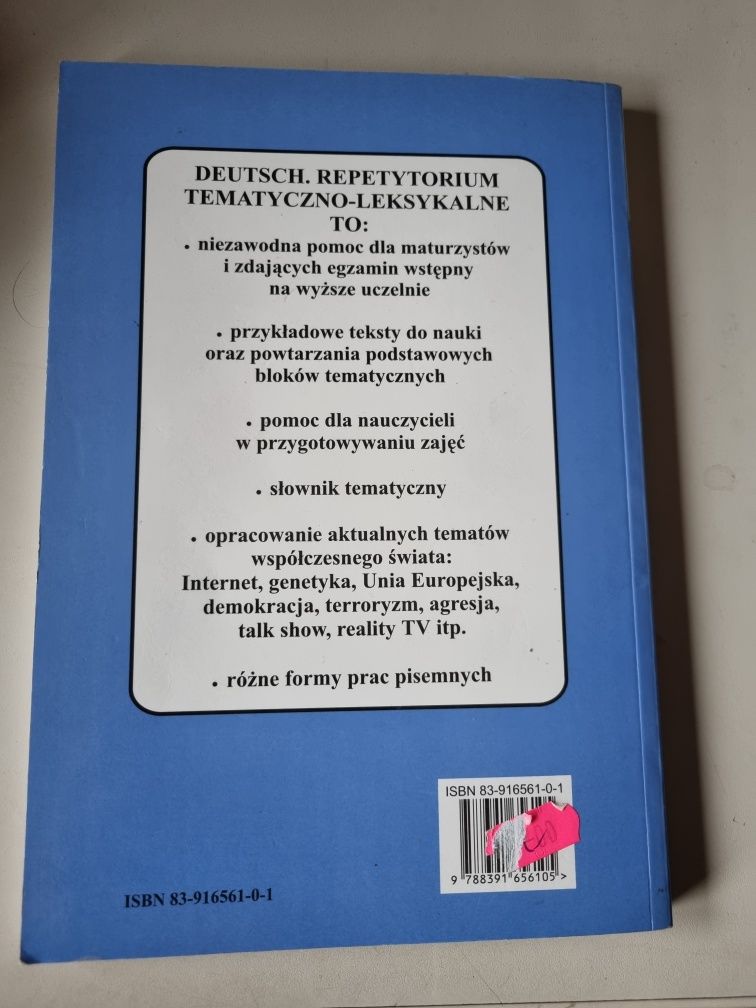 DEUTSCH. REPETYTORIUM
TEMATYCZNO-LEKSYKALNE
TO:
• niezawodna pomoc dla maturzystów
i zdających egzamin wstępny
na wyższe uczelnie
• przykładowe teksty do nauki
oraz powtarzania podstawowych
bloków tematycznych
• pomoc dla nauczycieli
w przygotowywaniu zajęć
• słownik tematyczny
• opracowanie aktualnych tematów
współczesnego świata:
Internet, genetyka, Unia Europejska,
demokracja, terroryzm, agresja,
talk show, reality TV itp.
• różne formy prac pisemnych
ISBN 83-916561-0-1
9 788391 656105 >
ISBN 83-916561-0-1